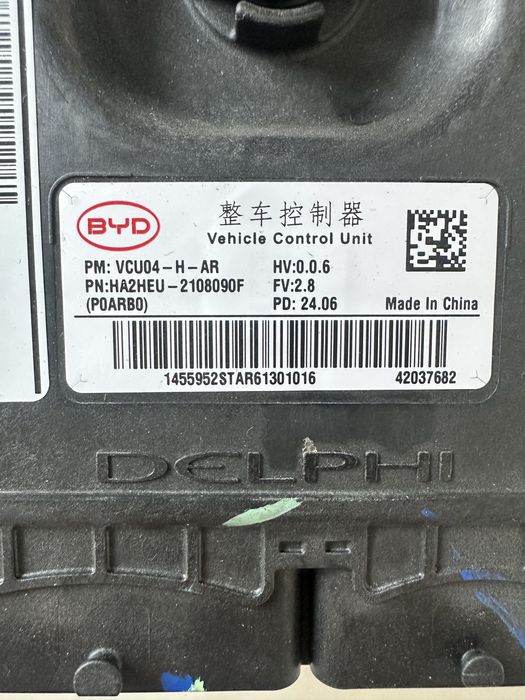 BYD
整车控制器
Vehicle Control Unit
PM: VCU04-H-AR HV:0.0.6
PN:HA2HEU-2108090F FV:2.8
(P0ARB0) PD: 24.06 Made In China
1455952STAR61301016 42037682
DELPHI